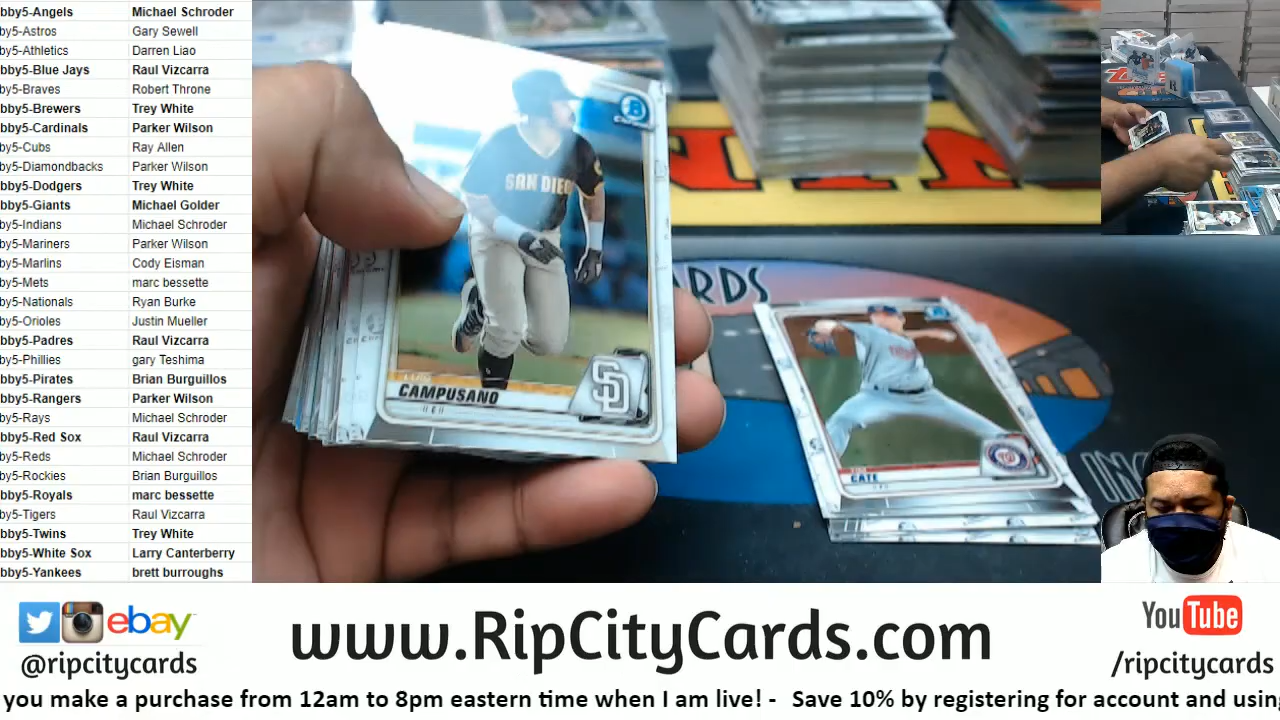 bby5-Angels Michael Schroder
by5-Astros Gary Sewell
by5-Athletics Darren Liao
bby5-Blue Jays Raul Vizcarra
by5-Braves Robert Throne
bby5-Brewers Trey White
bby5-Cardinals Parker Wilson
by5-Cubs Ray Allen
by5-Diamondbacks Parker Wilson
bby5-Dodgers Trey White
bby5-Giants Michael Golder
by5-Indians Michael Schroder
by5-Mariners Parker Wilson
by5-Marlins Cody Eisman
by5-Mets marc bessette
by5-Nationals Ryan Burke
by5-Orioles Justin Mueller
bby5-Padres Raul Vizcarra
by5-Phillies gary Teshima
bby5-Pirates Brian Burguillos
bby5-Rangers Parker Wilson
by5-Rays Michael Schroder
bby5-Red Sox Raul Vizcarra
by5-Reds Michael Schroder
by5-Rockies Brian Burguillos
bby5-Royals marc bessette
by5-Tigers Raul Vizcarra
bby5-Twins Trey White
bby5-White Sox Larry Canterberry
bby5-Yankees brett burroughs
SAN DIEG
CAMPUSANO
SD
ARDS
CATE
W
INC
ebay
@ripcitycards
www.RipCityCards.com
YouTube
/ripcitycards
you make a purchase from 12am to 8pm eastern time when I am live! - Save 10% by registering for account and using